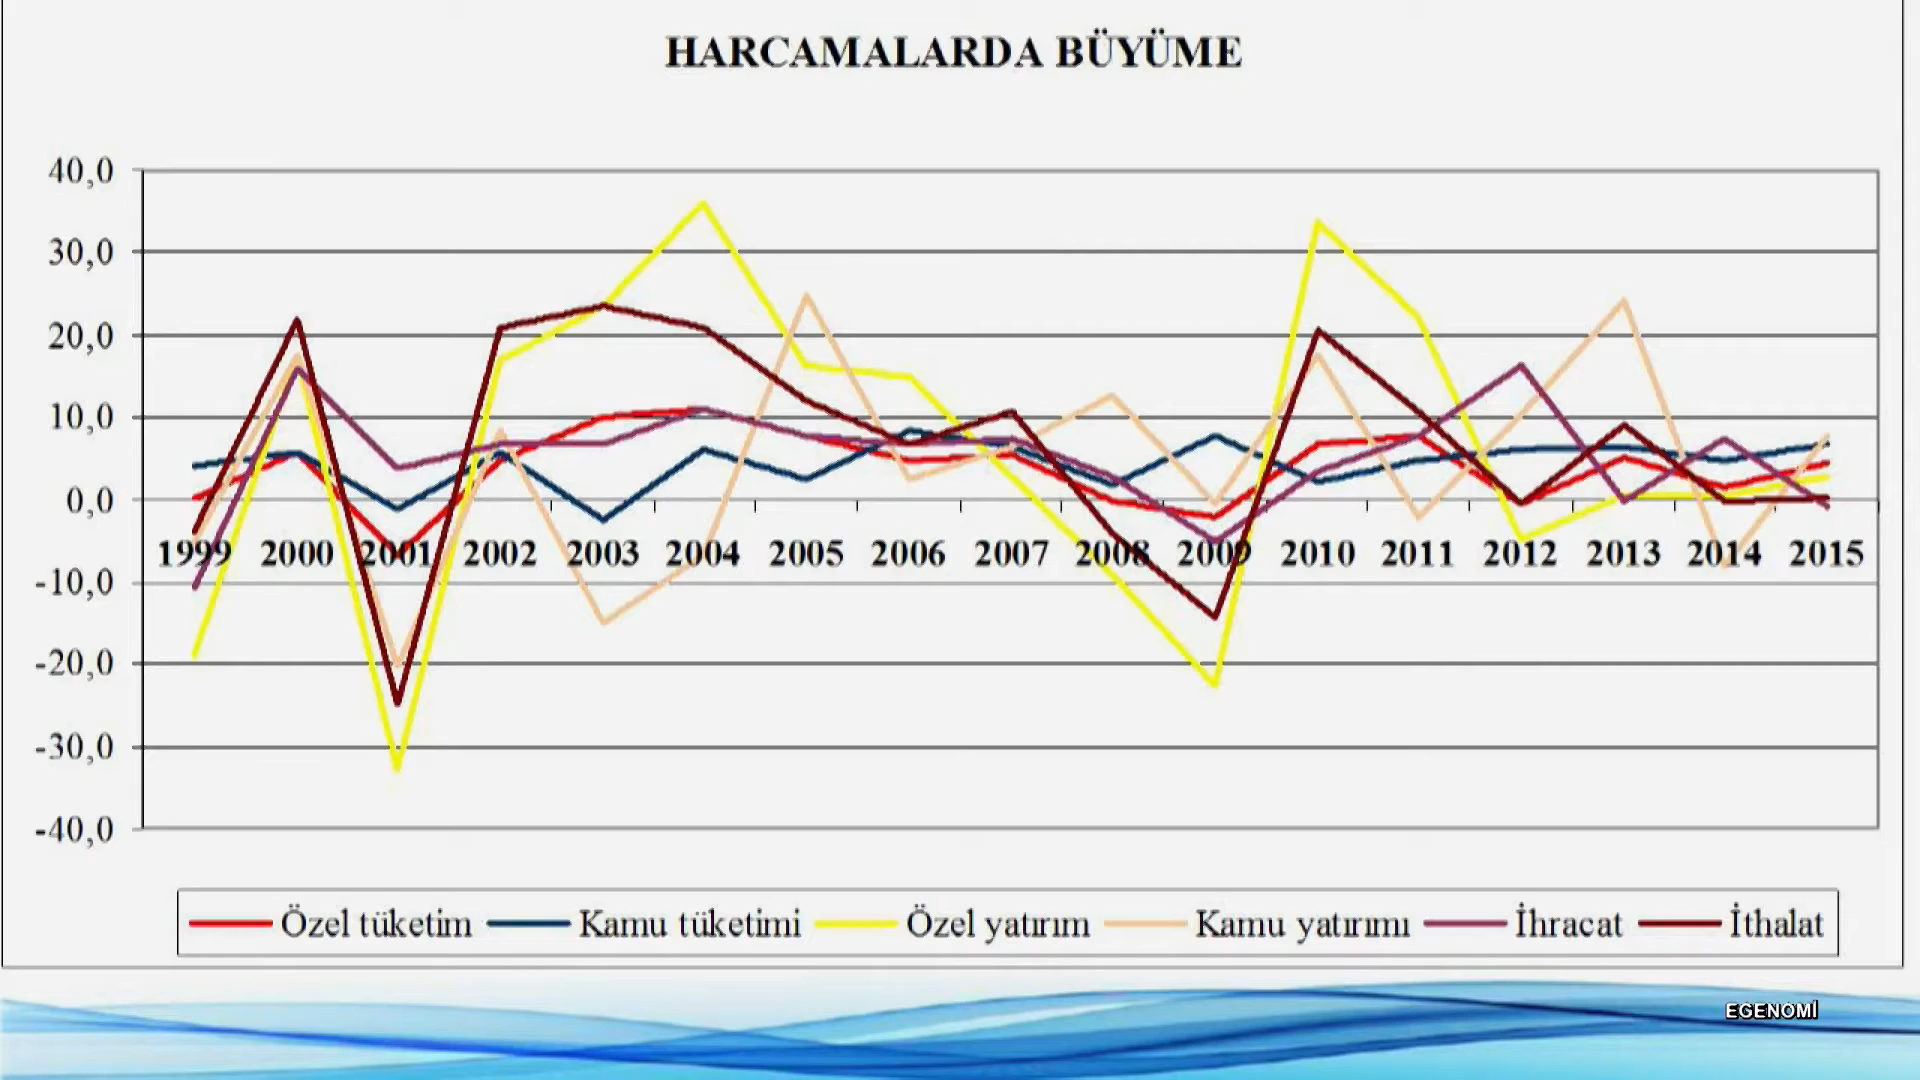 HARCAMALARDA BÜYÜME
40,0
30,0
20,0
10,0
0,0
1999 2000 2001 2002 2003 2004 2005 2006 2007 2008 2009 2010 2011 2012 2013 2014 2015
-10,0
-20,0
-30,0
-40,0
Özel tüketim Kamu tüketimi Özel yatırım Kamu yatırımı İhracat İthalat
EGENOMİ